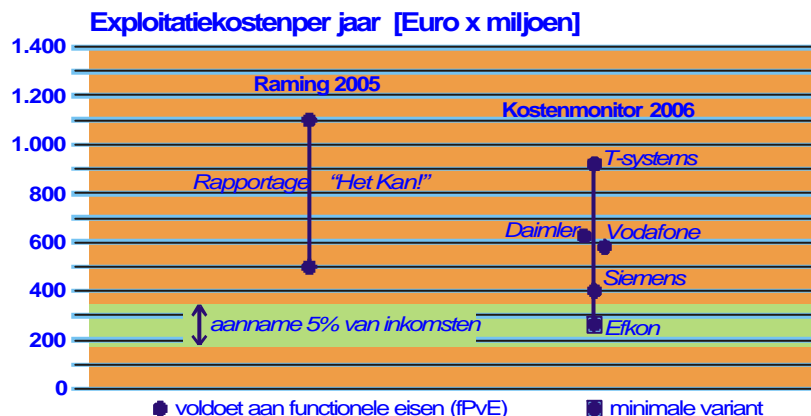 Exploitatiekostenper jaar [Euro x miljoen]
1.400
Raming 2005
1.200
Kostenmonitor 2006
1.000
T-systems
Rapportage "Het Kan!"
800
Daimler
Vodafone
600
Siemens
400
aanname 5% van inkomsten
Efkon
200
0
voldoet aan functionele eisen (fPvE)
minimale variant